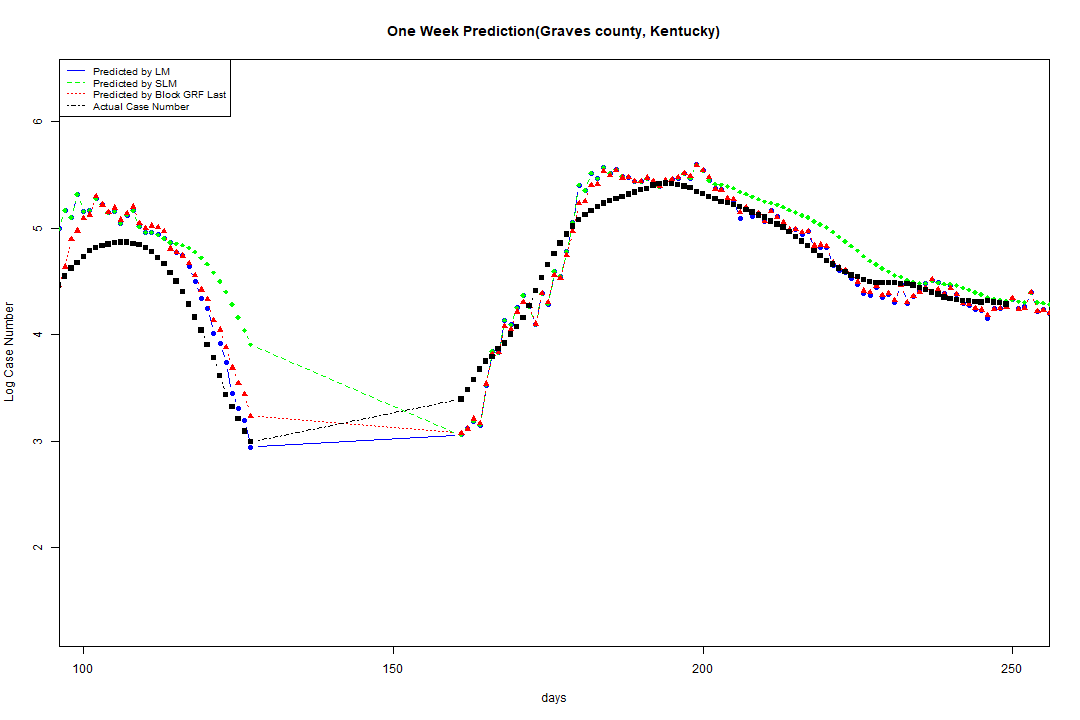 One Week Prediction(Graves county, Kentucky)
Predicted by LM
Predicted by SLM
Predicted by Block GRF Last
Actual Case Number
6
5
4
3
2
Log Case Number
100
150
200
250
days